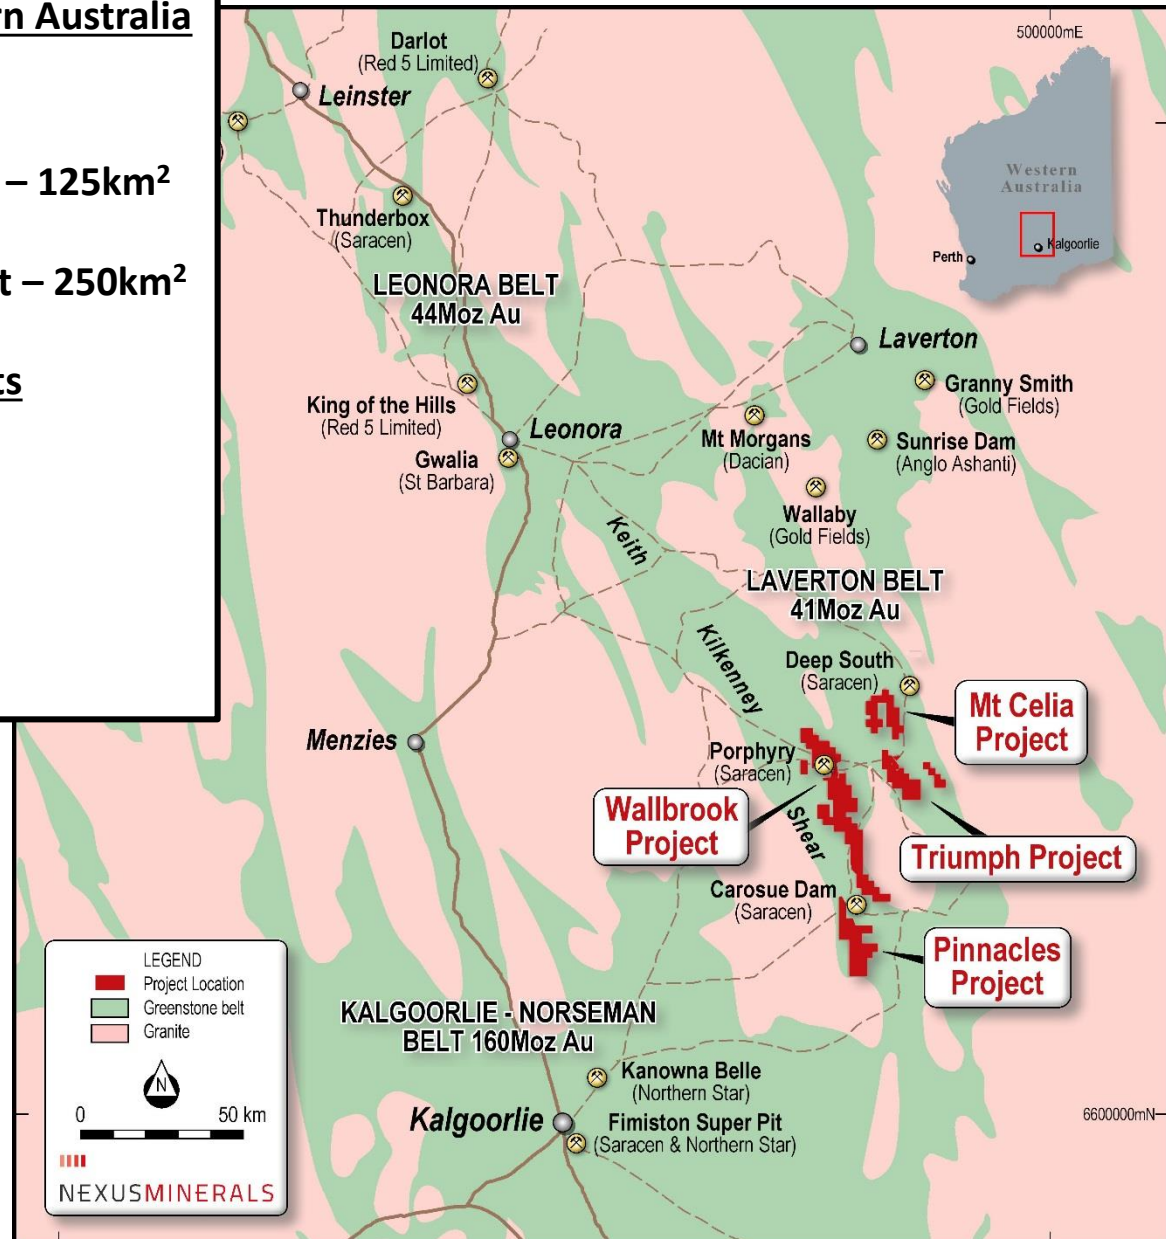 rn Australia
– 125km²
t – 250km²
ts
500000mE
Darlot
(Red 5 Limited)
Leinster
Western
Australia
Kalgoorlie
Perth
Thunderbox
(Saracen)
LEONORA BELT
44Moz Au
Laverton
Granny Smith
(Gold Fields)
King of the Hills
(Red 5 Limited)
Leonora
Mt Morgans
(Dacian)
Sunrise Dam
(Anglo Ashanti)
Gwalia
(St Barbara)
Wallaby
(Gold Fields)
Keith
LAVERTON BELT
41Moz Au
Kilkenney
Deep South
(Saracen)
Mt Celia
Project
Menzies
Porphyry
(Saracen)
Wallbrook
Project
Shear
Triumph Project
Carosue Dam
(Saracen)
Pinnacles
Project
LEGEND
Project Location
Greenstone belt
Granite
N
0 50 km
NEXUSMINERALS
KALGOORLIE - NORSEMAN
BELT 160Moz Au
Kanowna Belle
(Northern Star)
Kalgoorlie
Fimiston Super Pit
(Saracen & Northern Star)
6600000mN